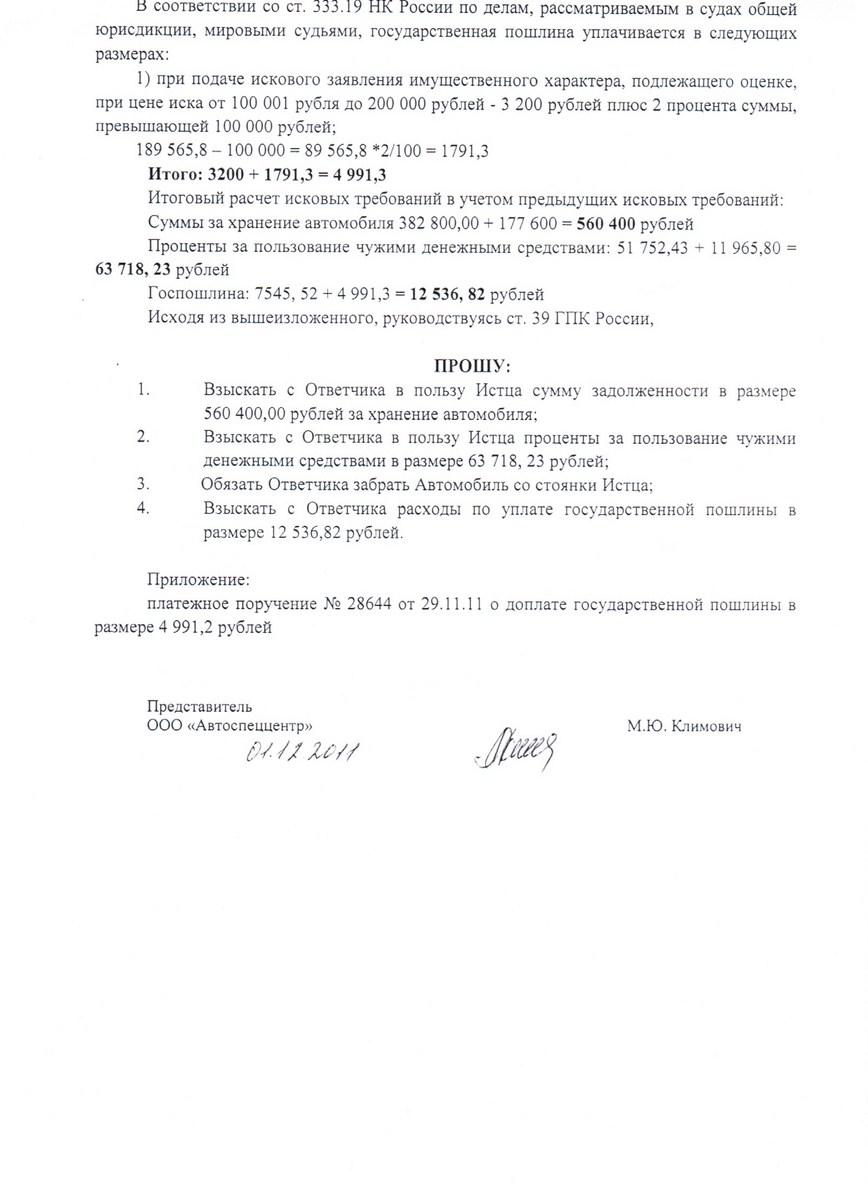 В соответствии со ст. 333.19 НК России по делам, рассматриваемым в судах общей
юрисдикции, мировыми судьями, государственная пошлина уплачивается в следующих
размерах:
1) при подаче искового заявления имущественного характера, подлежащего оценке,
при цене иска от 100 001 рубля до 200 000 рублей - 3 200 рублей плюс 2 процента суммы,
превышающей 100 000 рублей;
189 565,8 – 100 000 = 89 565,8 *2/100 = 1791,3
Итого: 3200 + 1791,3 = 4 991,3
Итоговый расчет исковых требований в учетом предыдущих исковых требований:
Суммы за хранение автомобиля 382 800,00 + 177 600 = 560 400 рублей
Проценты за пользование чужими денежными средствами: 51 752,43 + 11 965,80 =
63 718, 23 рублей
Госпошлина: 7545, 52 + 4 991,3 = 12 536, 82 рублей
Исходя из вышеизложенного, руководствуясь ст. 39 ГПК России,
ПРОШУ:
1. Взыскать с Ответчика в пользу Истца сумму задолженности в размере
560 400,00 рублей за хранение автомобиля;
2. Взыскать с Ответчика в пользу Истца проценты за пользование чужими
денежными средствами в размере 63 718, 23 рублей;
3. Обязать Ответчика забрать Автомобиль со стоянки Истца;
4. Взыскать с Ответчика расходы по уплате государственной пошлины в
размере 12 536,82 рублей.
Приложение:
платежное поручение № 28644 от 29.11.11 о доплате государственной пошлины в
размере 4 991,2 рублей
Представитель
ООО «Автоспеццентр» М.Ю. Климович
01.12 2011